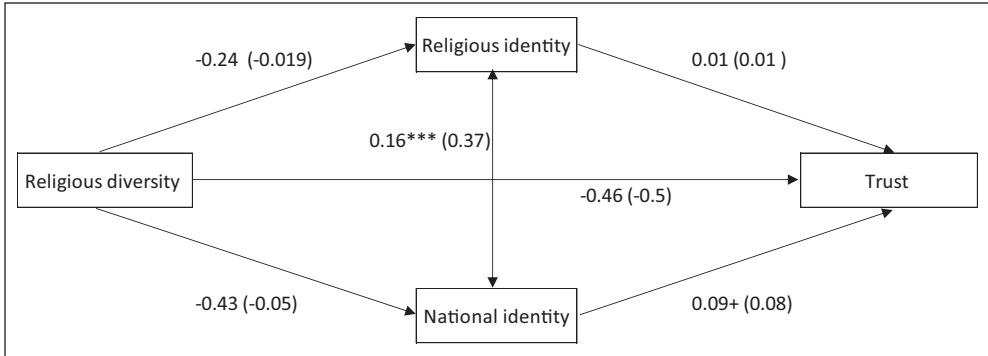 Religious identity
-0.24 (-0.019)
0.01 (0.01 )
0.16*** (0.37)
Religious diversity
Trust
-0.46 (-0.5)
-0.43 (-0.05)
National identity
0.09+ (0.08)